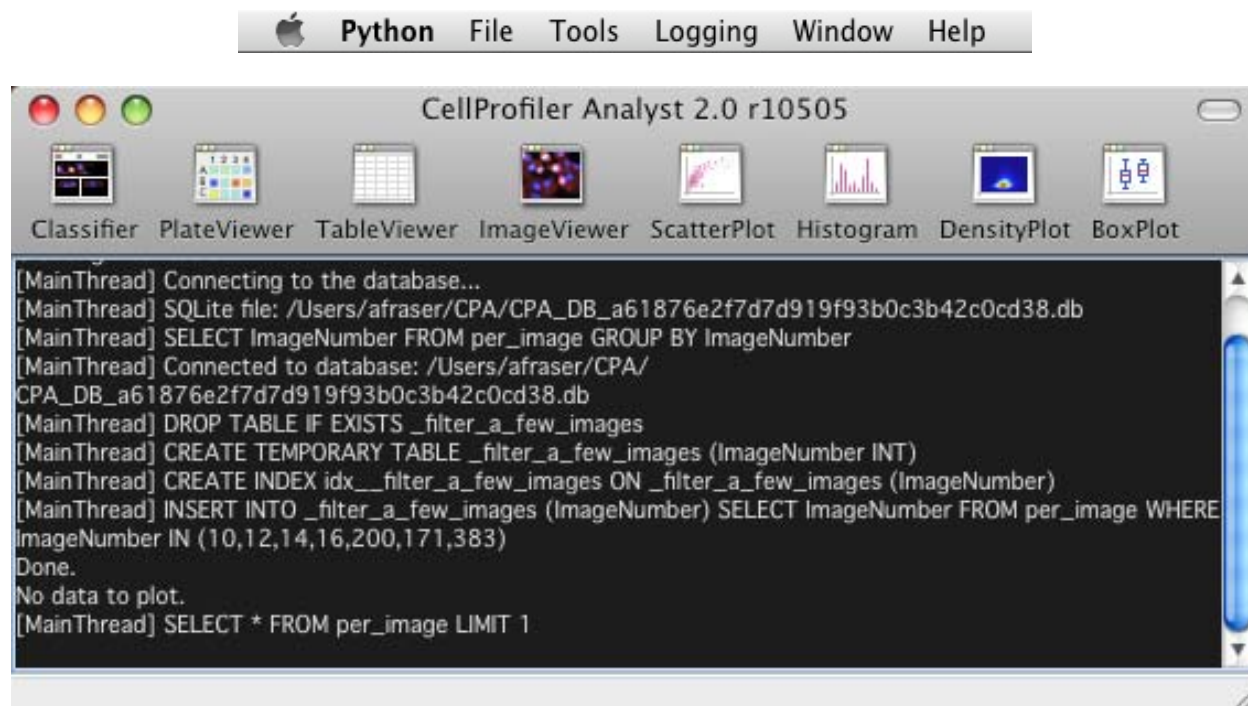 Python File Tools Logging Window Help
CellProfiler Analyst 2.0 r10505
Classifier PlateViewer TableViewer ImageViewer ScatterPlot Histogram DensityPlot BoxPlot
[MainThread] Connecting to the database...
[MainThread] SQLite file: /Users/afraser/CPA/CPA_DB_a61876e2f7d7d919f93b0c3b42c0cd38.db
[MainThread] SELECT ImageNumber FROM per_image GROUP BY ImageNumber
[MainThread] Connected to database: /Users/afraser/CPA/
CPA_DB_a61876e2f7d7d919f93b0c3b42c0cd38.db
[MainThread] DROP TABLE IF EXISTS _filter_a_few_images
[MainThread] CREATE TEMPORARY TABLE _filter_a_few_images (ImageNumber INT)
[MainThread] CREATE INDEX idx__filter_a_few_images ON _filter_a_few_images (ImageNumber)
[MainThread] INSERT INTO _filter_a_few_images (ImageNumber) SELECT ImageNumber FROM per_image WHERE
ImageNumber IN (10,12,14,16,200,171,383)
Done.
No data to plot.
[MainThread] SELECT * FROM per_image LIMIT 1